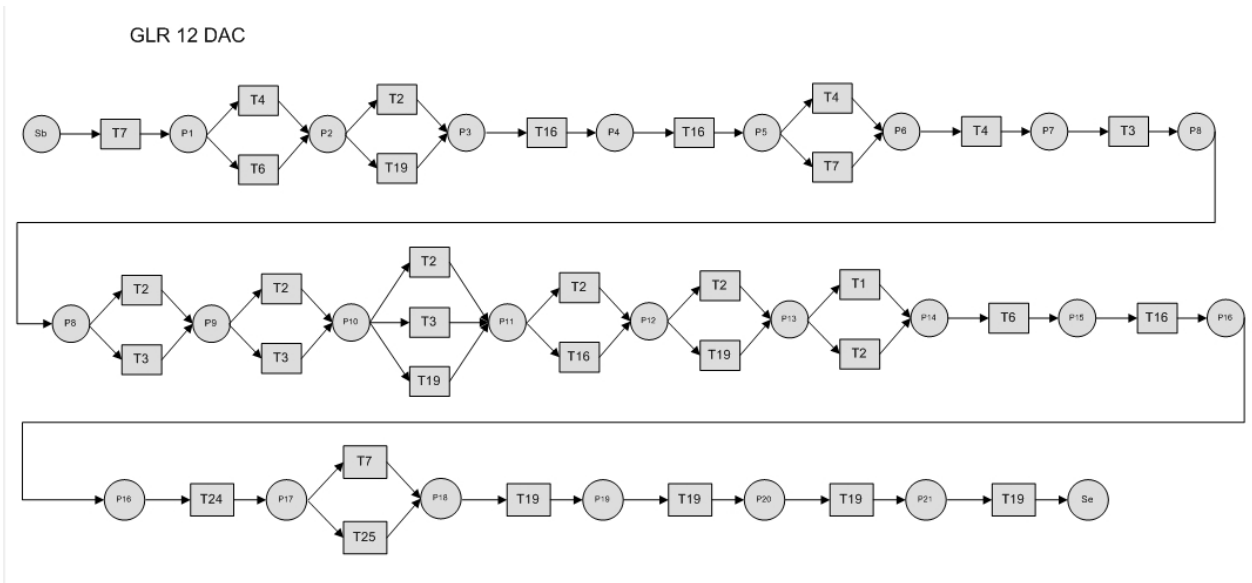 GLR 12 DAC
T4 T2 T4
Sb T7 P1 P2 P3 T16 P4 T16 P5 P6 T4 P7 T3 P8
T6 T19 T7
T2
T2 T2 T2 T2 T1
P8 P9 P10 T3 P11 P12 P13 P14 T6 P15 T16 P16
T3 T3 T16 T19 T2
T19
T7
P16 T24 P17 P18 T19 P19 T19 P20 T19 P21 T19 Se
T25